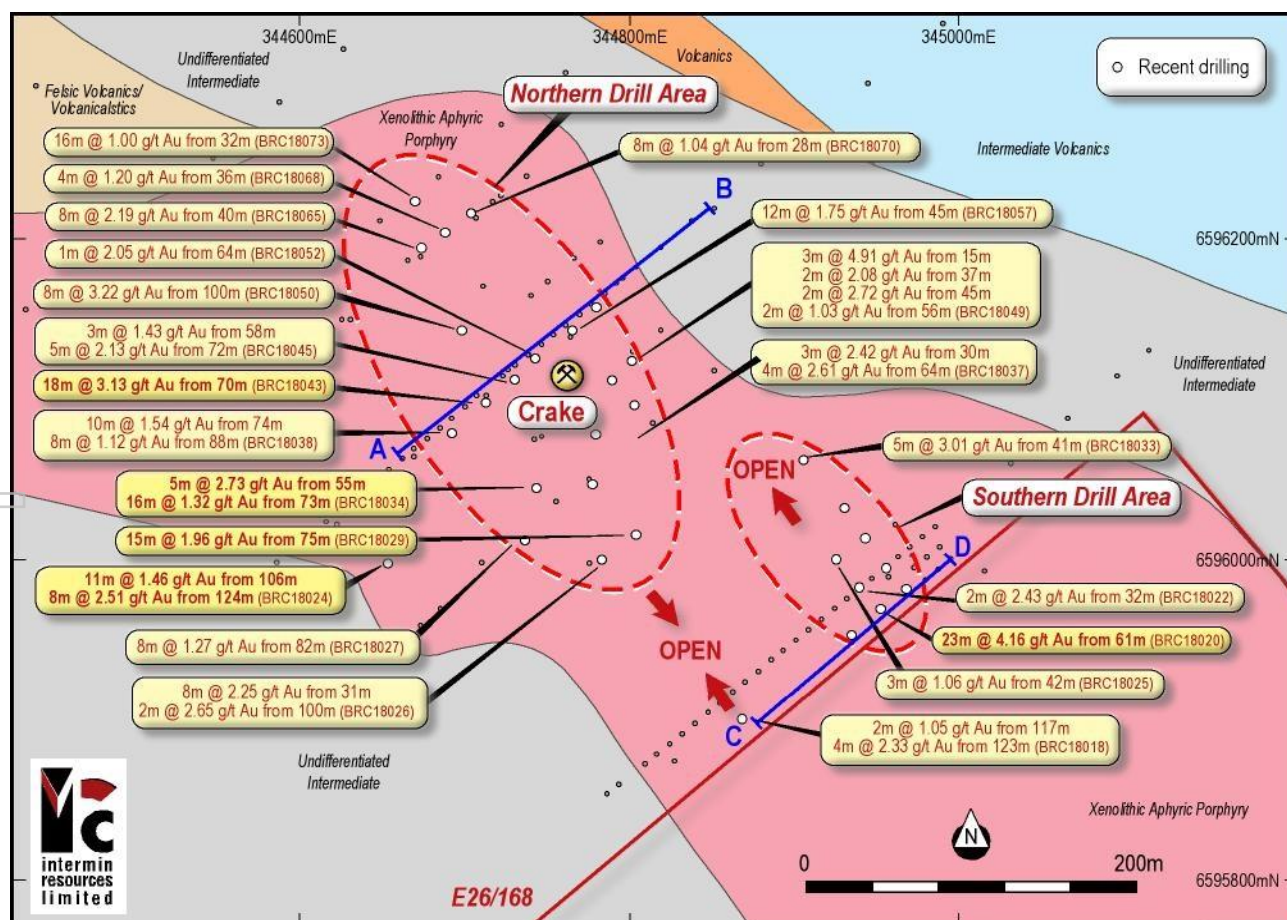 344600mE
344800mE
345000mE
Undifferentiated
Intermediate
Volcanics
Recent drilling
Felsic Volcanics/
Volcanicalstics
Northern Drill Area
Xenolithic Aphyric
Porphyry
16m @ 1.00 g/t Au from 32m (BRC18073)
8m @ 1.04 g/t Au from 28m (BRC18070)
Intermediate Volcanics
4m @ 1.20 g/t Au from 36m (BRC18068)
B
8m @ 2.19 g/t Au from 40m (BRC18065)
12m @ 1.75 g/t Au from 45m (BRC18057)
6596200mN
1m @ 2.05 g/t Au from 64m (BRC18052)
3m @ 4.91 g/t Au from 15m
2m @ 2.08 g/t Au from 37m
2m @ 2.72 g/t Au from 45m
2m @ 1.03 g/t Au from 56m (BRC18049)
8m @ 3.22 g/t Au from 100m (BRC18050)
3m @ 1.43 g/t Au from 58m
5m @ 2.13 g/t Au from 72m (BRC18045)
3m @ 2.42 g/t Au from 30m
4m @ 2.61 g/t Au from 64m (BRC18037)
Undifferentiated
Intermediate
18m @ 3.13 g/t Au from 70m (BRC18043)
Crake
10m @ 1.54 g/t Au from 74m
8m @ 1.12 g/t Au from 88m (BRC18038)
A
5m @ 3.01 g/t Au from 41m (BRC18033)
OPEN
5m @ 2.73 g/t Au from 55m
16m @ 1.32 g/t Au from 73m (BRC18034)
Southern Drill Area
15m @ 1.96 g/t Au from 75m (BRC18029)
D
6596000mN
11m @ 1.46 g/t Au from 106m
8m @ 2.51 g/t Au from 124m (BRC18024)
2m @ 2.43 g/t Au from 32m (BRC18022)
8m @ 1.27 g/t Au from 82m (BRC18027)
OPEN
23m @ 4.16 g/t Au from 61m (BRC18020)
3m @ 1.06 g/t Au from 42m (BRC18025)
8m @ 2.25 g/t Au from 31m
2m @ 2.65 g/t Au from 100m (BRC18026)
C
2m @ 1.05 g/t Au from 117m
4m @ 2.33 g/t Au from 123m (BRC18018)
Undifferentiated
Intermediate
Xenolithic Aphyric Porphyry
N
intermin
resources
limited
0
200m
E26/168
6595800mN